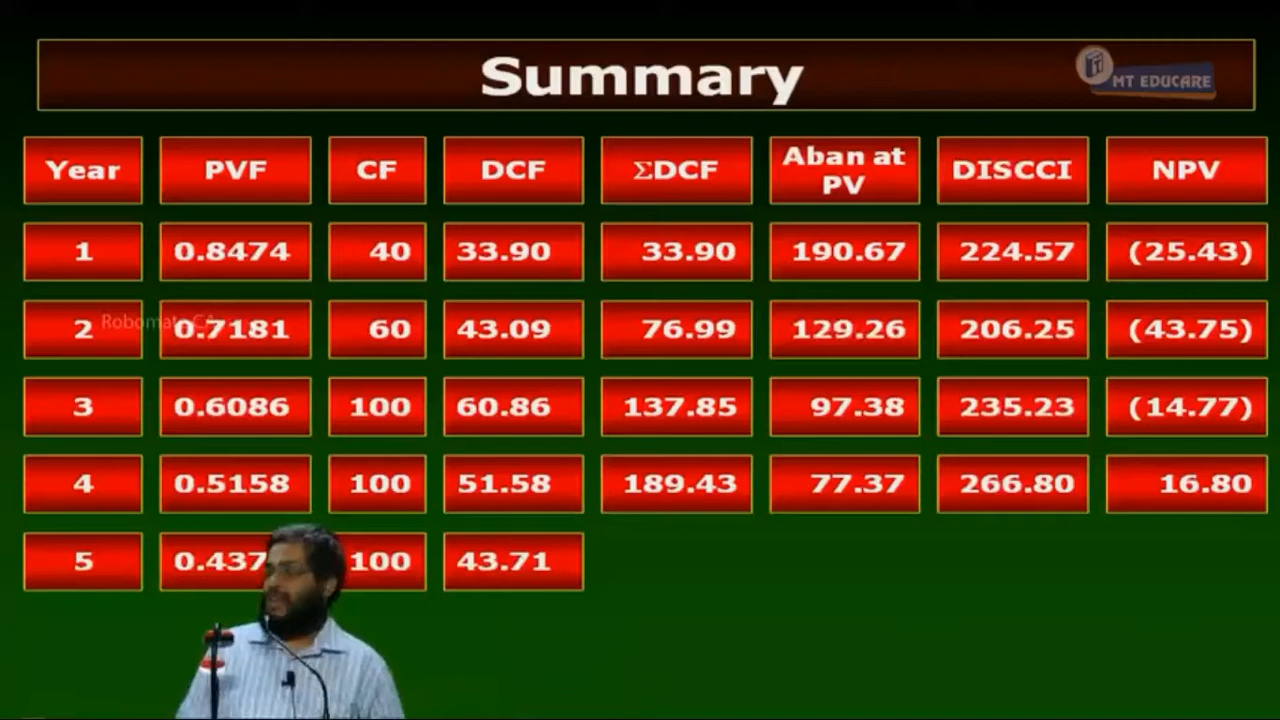 Summary
MT EDUCARE
Year PVF CF DCF ΣDCF Aban at PV DISCCI NPV
1 0.8474 40 33.90 33.90 190.67 224.57 (25.43)
2 0.7181 60 43.09 76.99 129.26 206.25 (43.75)
3 0.6086 100 60.86 137.85 97.38 235.23 (14.77)
4 0.5158 100 51.58 189.43 77.37 266.80 16.80
5 0.437 100 43.71